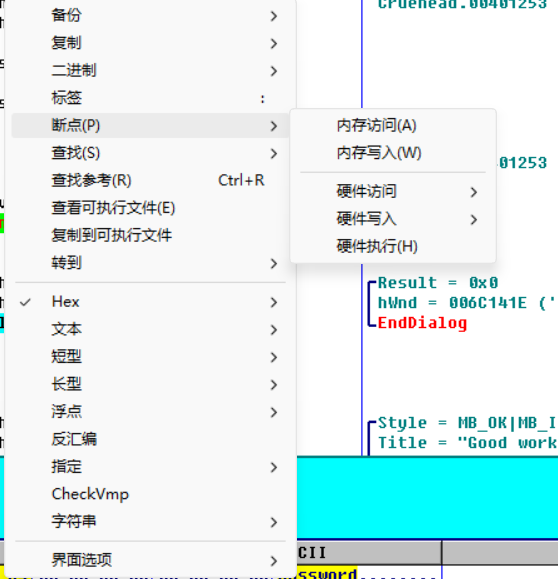 Cruehead.00401253
备份
复制
二进制
标签 :
断点(P)
查找(S)
查找参考(R) Ctrl+R
查看可执行文件(E)
复制到可执行文件
转到
Hex
文本
短型
长型
浮点
反汇编
指定
CheckVmp
字符串
界面选项
内存访问(A)
内存写入(W)
硬件访问
硬件写入
硬件执行(H)
01253
Result = 0x0
hWnd = 006C141E ('
EndDialog
Style = MB_OK|MB_I
Title = "Good work
CII
ssword........